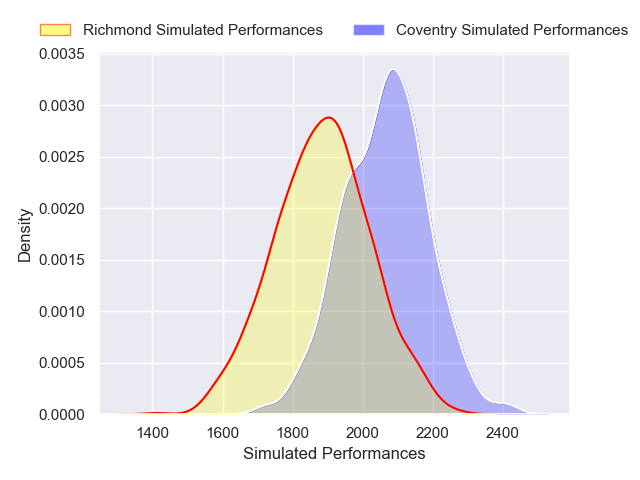 Richmond Simulated Performances Coventry Simulated Performances
0.0035
0.0030
0.0025
0.0020
0.0015
0.0010
0.0005
0.0000
Density
1400 1600 1800 2000 2200 2400
Simulated Performances